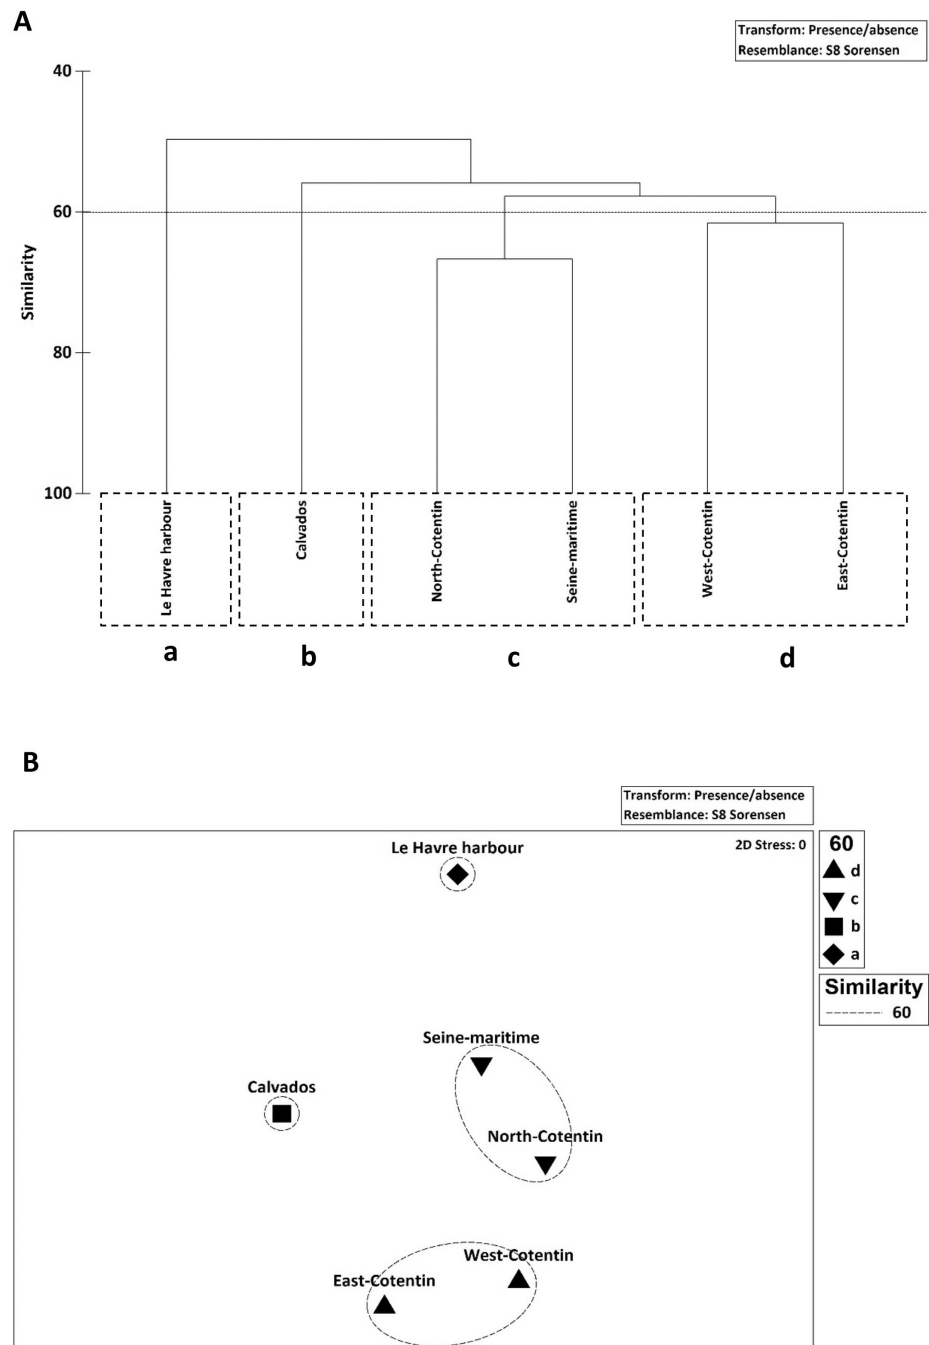 A
Transform: Presence/absence
Resemblance: S8 Sorensen
40
60
80
100
Similarity
Le Havre harbour
Calvados
North-Cotentin
Seine-maritime
West-Cotentin
East-Cotentin
a
b
c
d
B
Transform: Presence/absence
Resemblance: S8 Sorensen
2D Stress: 0
Le Havre harbour
Seine-maritime
Calvados
North-Cotentin
West-Cotentin
East-Cotentin
60
d
c
b
a
Similarity
60